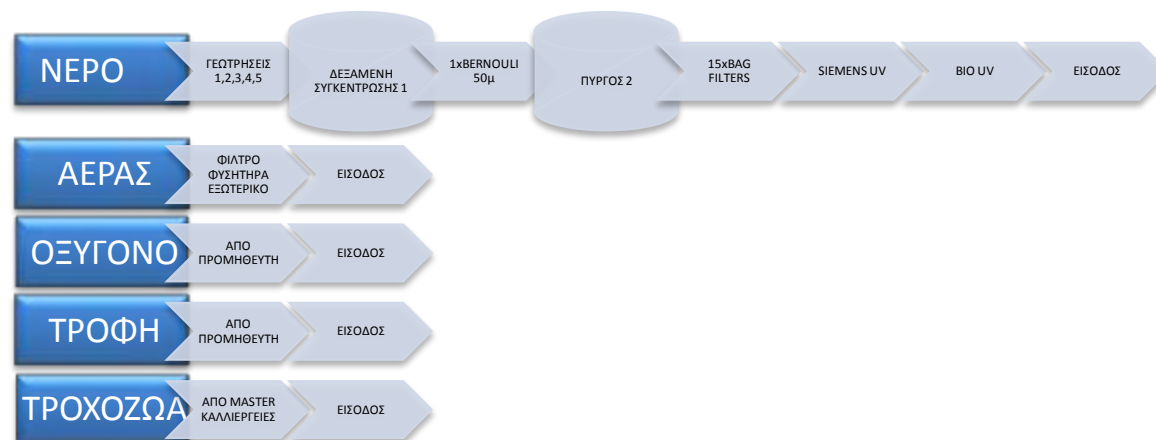 ΝΕΡΟ
ΓΕΩΤΡΗΣΕΙΣ
1,2,3,4,5
ΔΕΞΑΜΕΝΗ
ΣΥΓΚΕΝΤΡΩΣΗΣ 1
1xBERNOULI
50μ
ΠΥΡΓΟΣ 2
15xBAG
FILTERS
SIEMENS UV
BIO UV
ΕΙΣΟΔΟΣ
ΑΕΡΑΣ
ΦΙΛΤΡΟ
ΦΥΣΗΤΗΡΑ
ΕΞΩΤΕΡΙΚΟ
ΕΙΣΟΔΟΣ
ΟΞΥΓΟΝΟ
ΑΠΟ
ΠΡΟΜΗΘΕΥΤΗ
ΕΙΣΟΔΟΣ
ΤΡΟΦΗ
ΑΠΟ
ΠΡΟΜΗΘΕΥΤΗ
ΕΙΣΟΔΟΣ
ΤΡΟΧΟΖΩΑ
ΑΠΟ MASTER
ΚΑΛΛΙΕΡΓΕΙΕΣ
ΕΙΣΟΔΟΣ